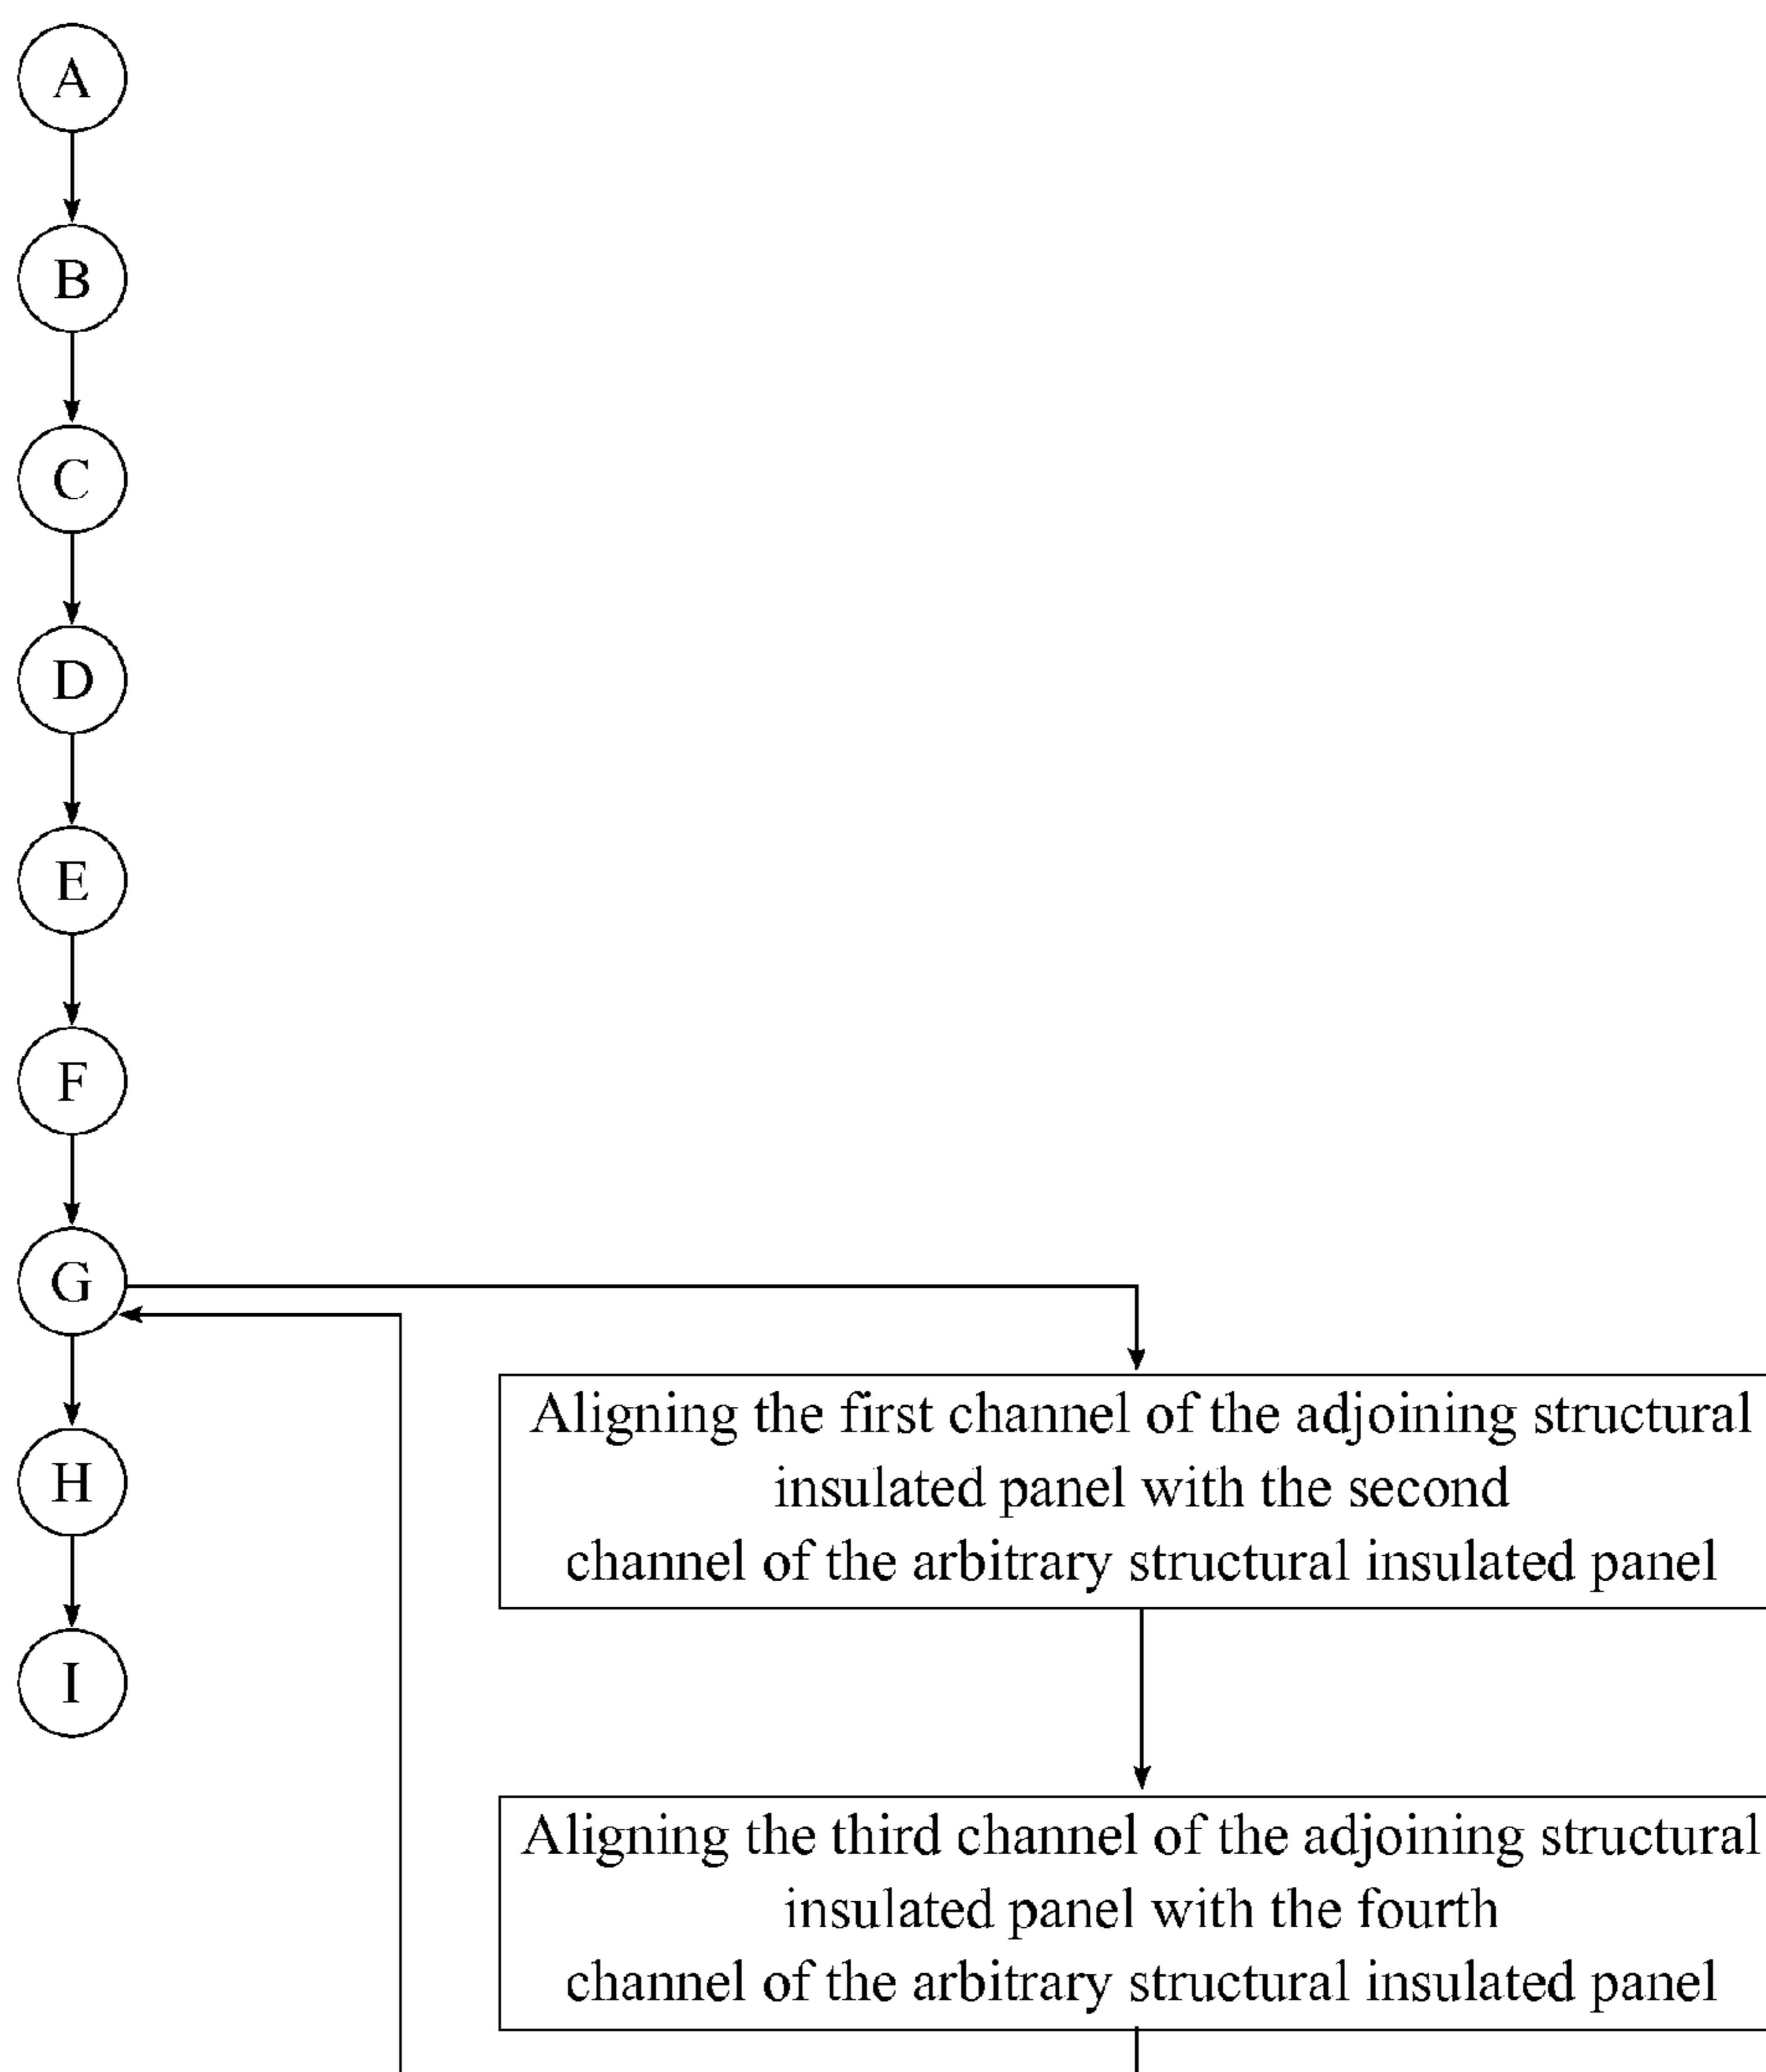 A
B
C
D
E
F
G
H
I
Aligning the first channel of the adjoining structural
insulated panel with the second
channel of the arbitrary structural insulated panel
Aligning the third channel of the adjoining structural
insulated panel with the fourth
channel of the arbitrary structural insulated panel